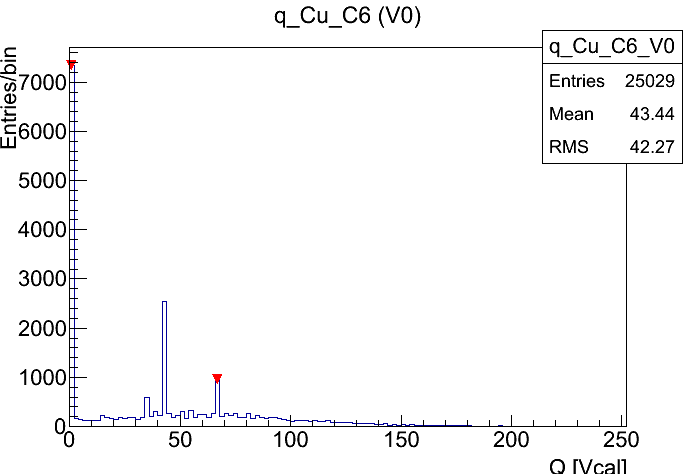 q_Cu_C6 (V0)
q_Cu_C6_V0
Entries 25029
Mean 43.44
RMS 42.27
Entries/bin
7000
6000
5000
4000
3000
2000
1000
0
0 50 100 150 200 250
Q [Vcal]